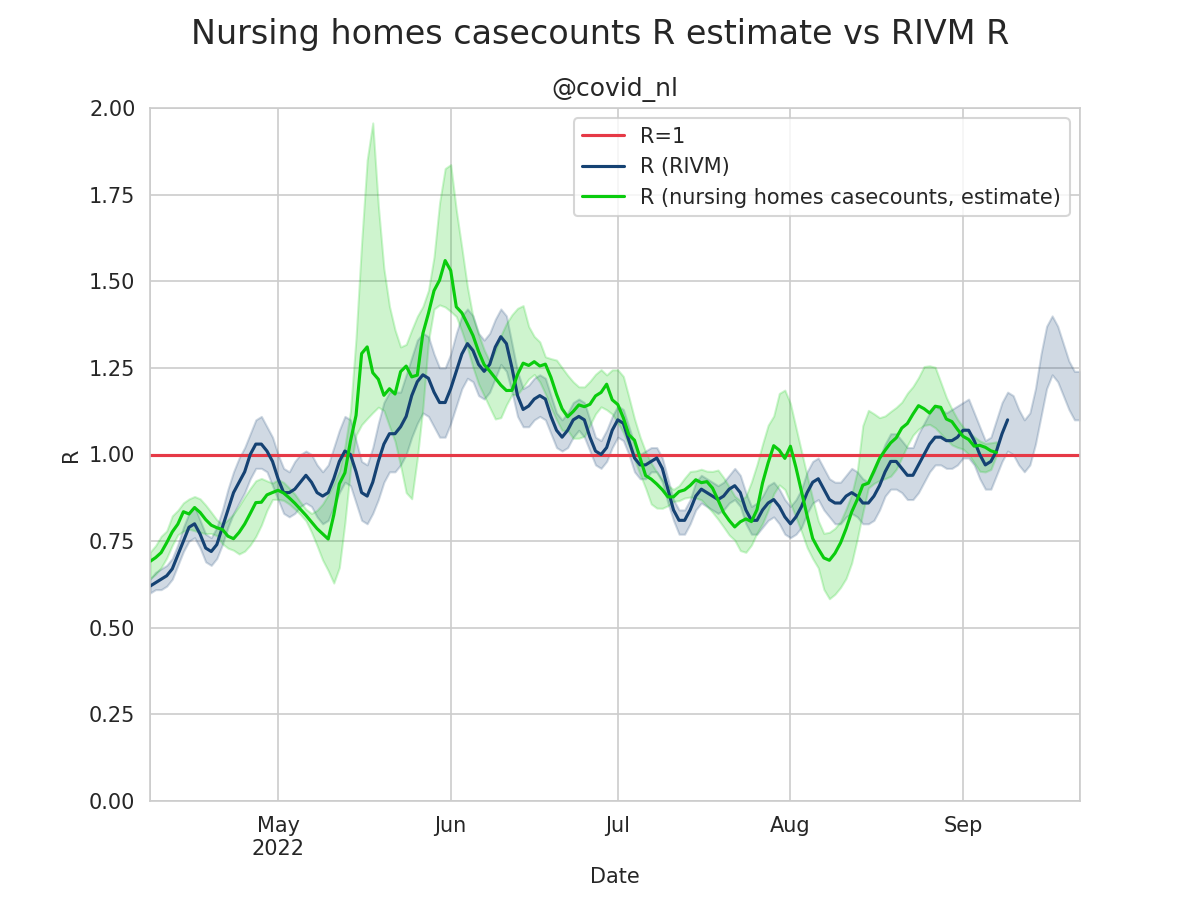 Nursing homes casecounts R estimate vs RIVM R
@covid_nl
R=1
R (RIVM)
R (nursing homes casecounts, estimate)
2.00
1.75
1.50
1.25
1.00
0.75
0.50
0.25
0.00
R
May
2022
Jun
Jul
Aug
Sep
Date